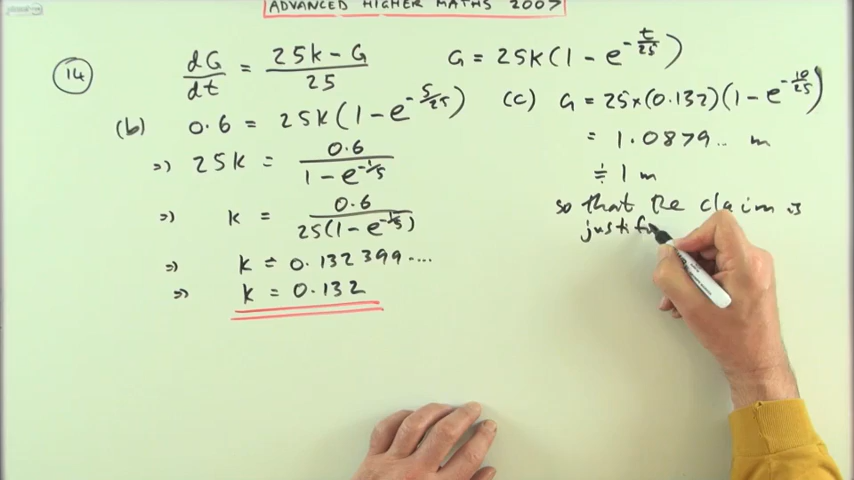 ADVANCED HIGHER MATHS 2007
14
dG/dt = (25k - G)/25
G = 25k(1 - e^(-t/25))
(b) 0.6 = 25k(1 - e^(-5/25))
=> 25k = 0.6/(1 - e^(-1/5))
=> k = 0.6/(25(1 - e^(-1/5)))
=> k ≑ 0.132399....
=> k = 0.132
(c) G = 25×(0.132)(1 - e^(-10/25))
= 1.0879.. m
≑ 1 m
so that the claim is
justif